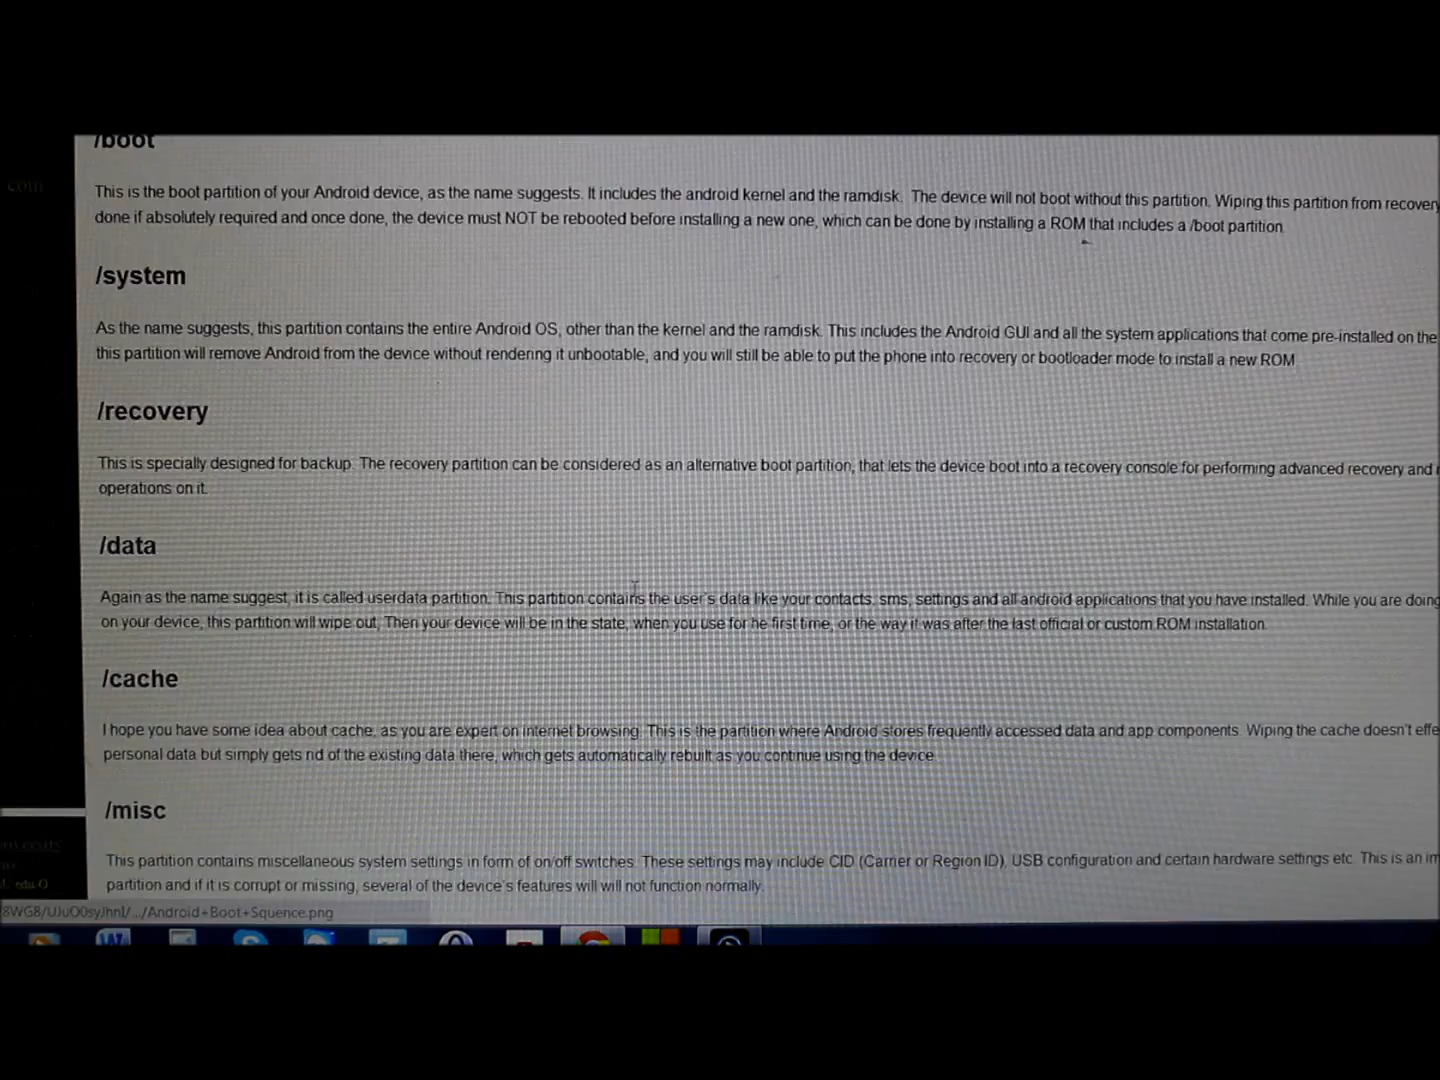 com
/boot
This is the boot partition of your Android device, as the name suggests. It includes the android kernel and the ramdisk. The device will not boot without this partition. Wiping this partition from recovery
done if absolutely required and once done, the device must NOT be rebooted before installing a new one, which can be done by installing a ROM that includes a /boot partition.
/system
As the name suggests, this partition contains the entire Android OS, other than the kernel and the ramdisk. This includes the Android GUI and all the system applications that come pre-installed on the
this partition will remove Android from the device without rendering it unbootable, and you will still be able to put the phone into recovery or bootloader mode to install a new ROM.
/recovery
This is specially designed for backup. The recovery partition can be considered as an alternative boot partition, that lets the device boot into a recovery console for performing advanced recovery and
operations on it.
/data
Again as the name suggest, it is called userdata partition. This partition contains the user's data like your contacts, sms, settings and all android applications that you have installed. While you are doing
on your device, this partition will wipe out, Then your device will be in the state, when you use for he first time, or the way it was after the last official or custom ROM installation.
/cache
I hope you have some idea about cache, as you are expert on internet browsing. This is the partition where Android stores frequently accessed data and app components. Wiping the cache doesn't effe
personal data but simply gets rid of the existing data there, which gets automatically rebuilt as you continue using the device.
/misc
This partition contains miscellaneous system settings in form of on/off switches. These settings may include CID (Carrier or Region ID), USB configuration and certain hardware settings etc. This is an im
partition and if it is corrupt or missing, several of the device's features will will not function normally.
8WG8/UJuO0syJhnI/.../Android+Boot+Squence.png